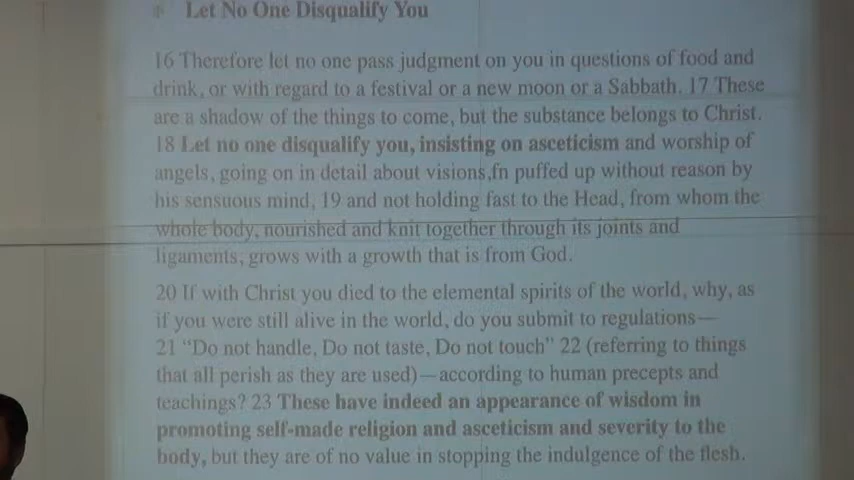 Let No One Disqualify You
16 Therefore let no one pass judgment on you in questions of food and
drink, or with regard to a festival or a new moon or a Sabbath. 17 These
are a shadow of the things to come, but the substance belongs to Christ.
18 Let no one disqualify you, insisting on asceticism and worship of
angels, going on in detail about visions,fn puffed up without reason by
his sensuous mind, 19 and not holding fast to the Head, from whom the
whole body, nourished and knit together through its joints and
ligaments, grows with a growth that is from God.
20 If with Christ you died to the elemental spirits of the world, why, as
if you were still alive in the world, do you submit to regulations—
21 “Do not handle, Do not taste, Do not touch” 22 (referring to things
that all perish as they are used)—according to human precepts and
teachings? 23 These have indeed an appearance of wisdom in
promoting self-made religion and asceticism and severity to the
body, but they are of no value in stopping the indulgence of the flesh.